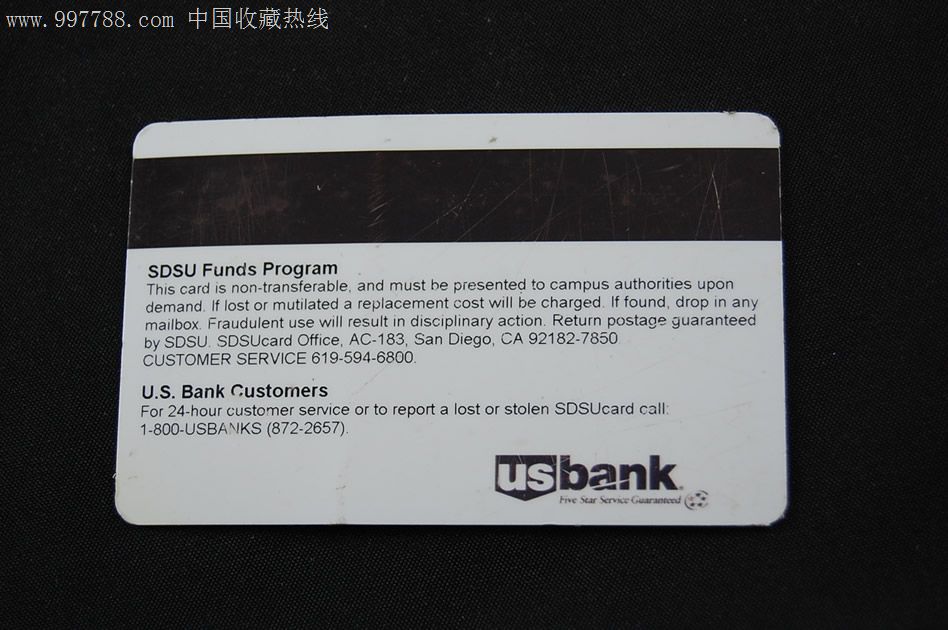 www.997788.com 中国收藏热线
SDSU Funds Program
This card is non-transferable, and must be presented to campus authorities upon
demand. If lost or mutilated a replacement cost will be charged. If found, drop in any
mailbox. Fraudulent use will result in disciplinary action. Return postage guaranteed
by SDSU. SDSUcard Office, AC-183, San Diego, CA 92182-7850
CUSTOMER SERVICE 619-594-6800.
U.S. Bank Customers
For 24-hour customer service or to report a lost or stolen SDSUcard call:
1-800-USBANKS (872-2657).
usbank
Five Star Service Guaranteed